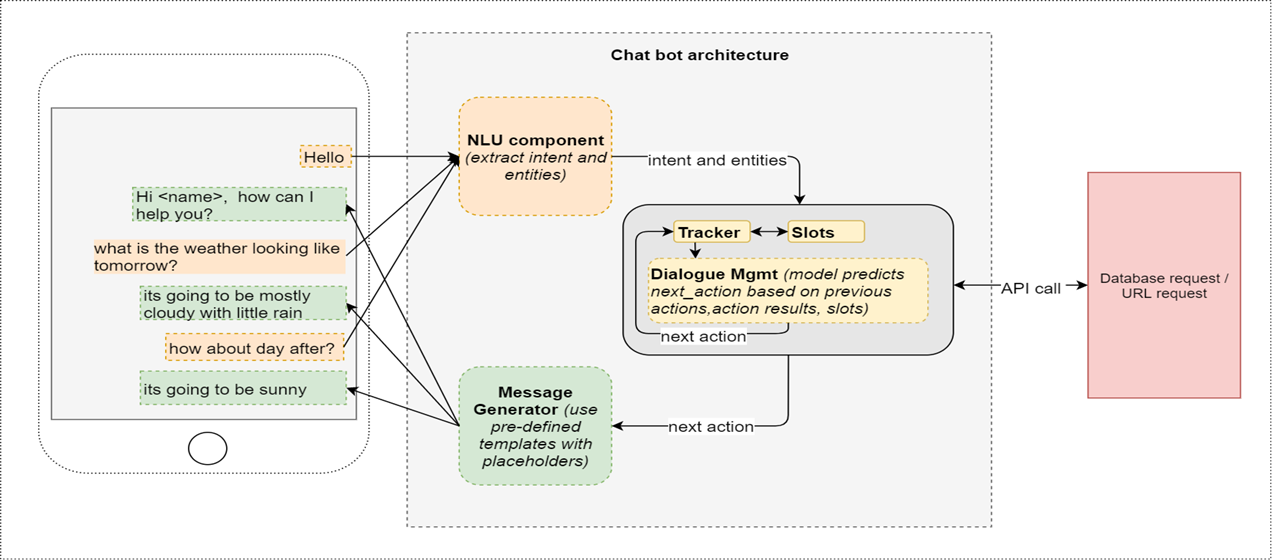 Chat bot architecture
Hello
Hi <name>,  how can I
help you?
what is the weather looking like
tomorrow?
its going to be mostly
cloudy with little rain
how about day after?
its going to be sunny
NLU component
(extract intent and
entities)
intent and entities
Tracker
Slots
Dialogue Mgmt (model predicts
next_action based on previous
actions,action results, slots)
next action
API call
Database request /
URL request
Message
Generator (use
pre-defined
templates with
placeholders)
next action